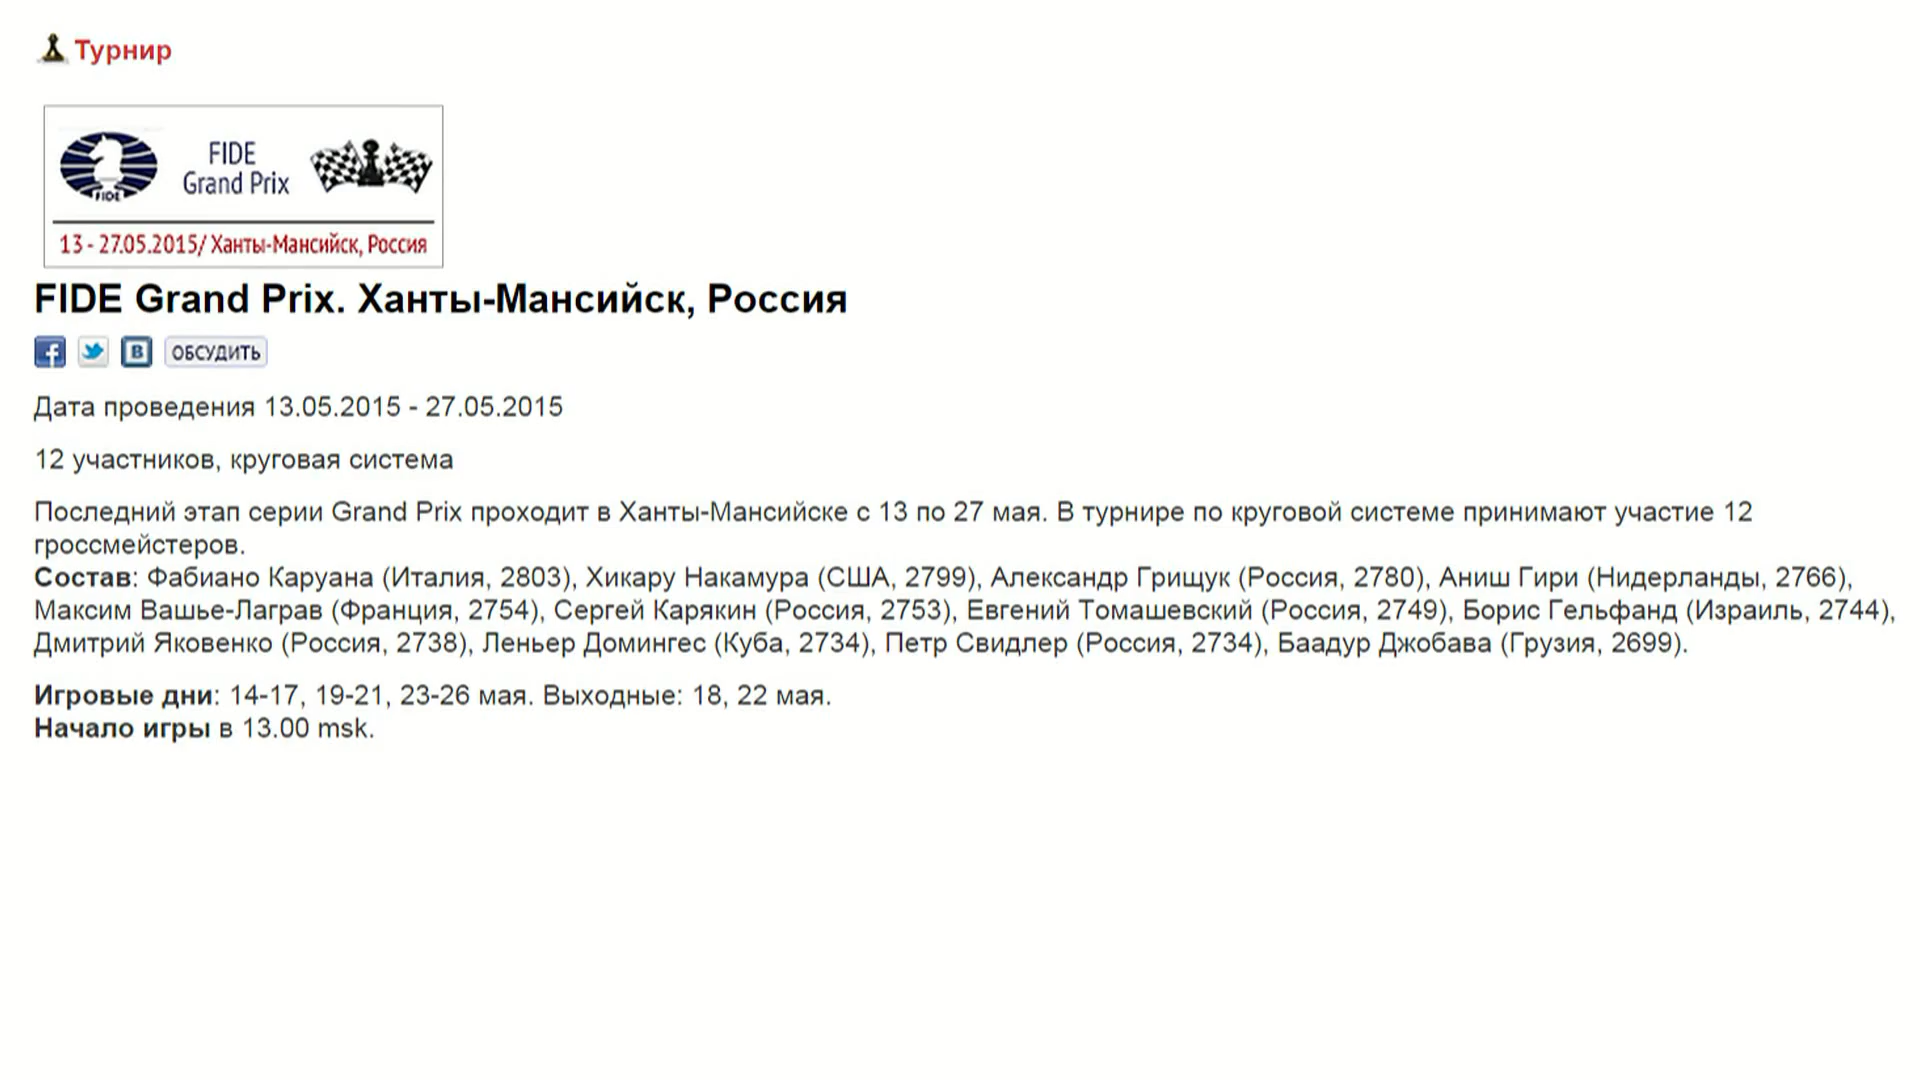 Турнир
FIDE
FIDE
Grand Prix
13 - 27.05.2015/ Ханты-Мансийск, Россия
FIDE Grand Prix. Ханты-Мансийск, Россия
f В ОБСУДИТЬ
Дата проведения 13.05.2015 - 27.05.2015
12 участников, круговая система
Последний этап серии Grand Prix проходит в Ханты-Мансийске с 13 по 27 мая. В турнире по круговой системе принимают участие 12
гроссмейстеров.
Состав: Фабиано Каруана (Италия, 2803), Хикару Накамура (США, 2799), Александр Грищук (Россия, 2780), Аниш Гири (Нидерланды, 2766),
Максим Вашье-Лаграв (Франция, 2754), Сергей Карякин (Россия, 2753), Евгений Томашевский (Россия, 2749), Борис Гельфанд (Израиль, 2744),
Дмитрий Яковенко (Россия, 2738), Леньер Домингес (Куба, 2734), Петр Свидлер (Россия, 2734), Баадур Джобава (Грузия, 2699).
Игровые дни: 14-17, 19-21, 23-26 мая. Выходные: 18, 22 мая.
Начало игры в 13.00 msk.